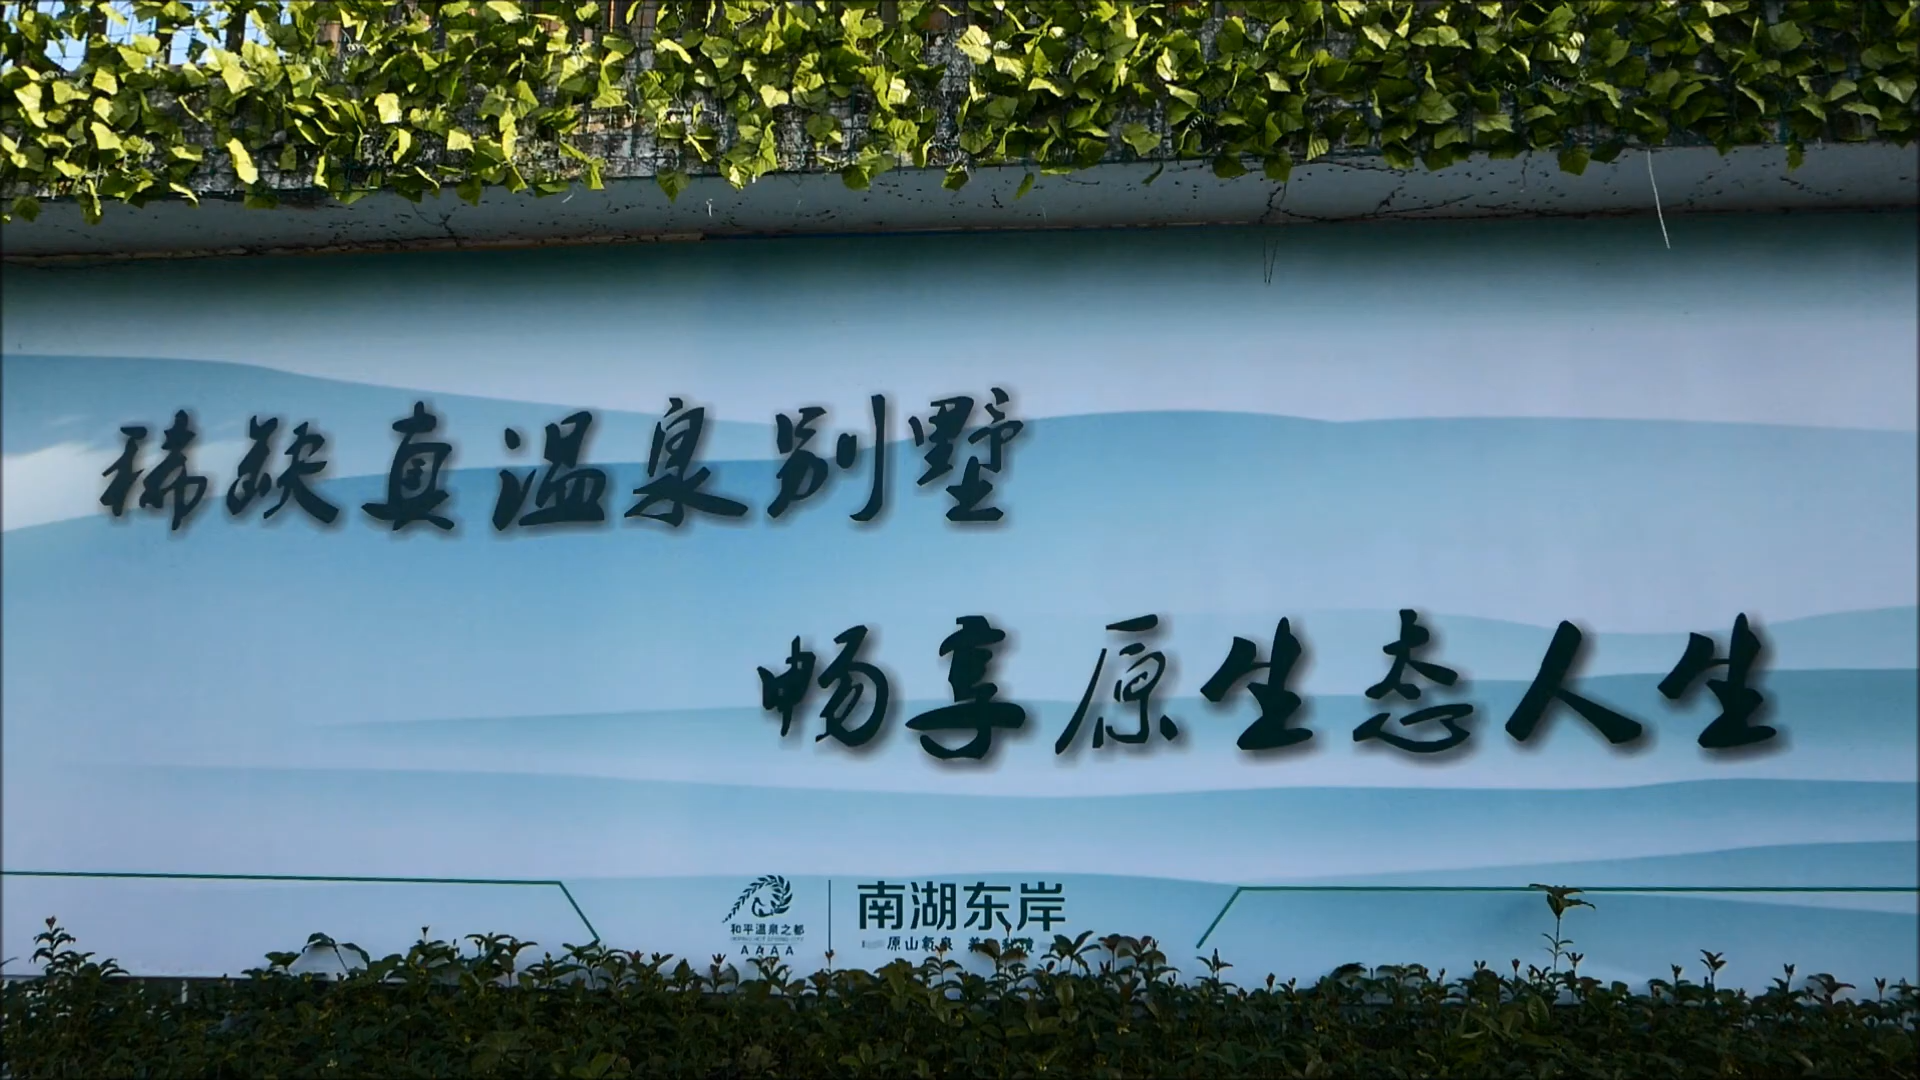 稀缺真温泉别墅
畅享原生态人生
和平温泉之都
AAAA
南湖东岸
原山氡泉